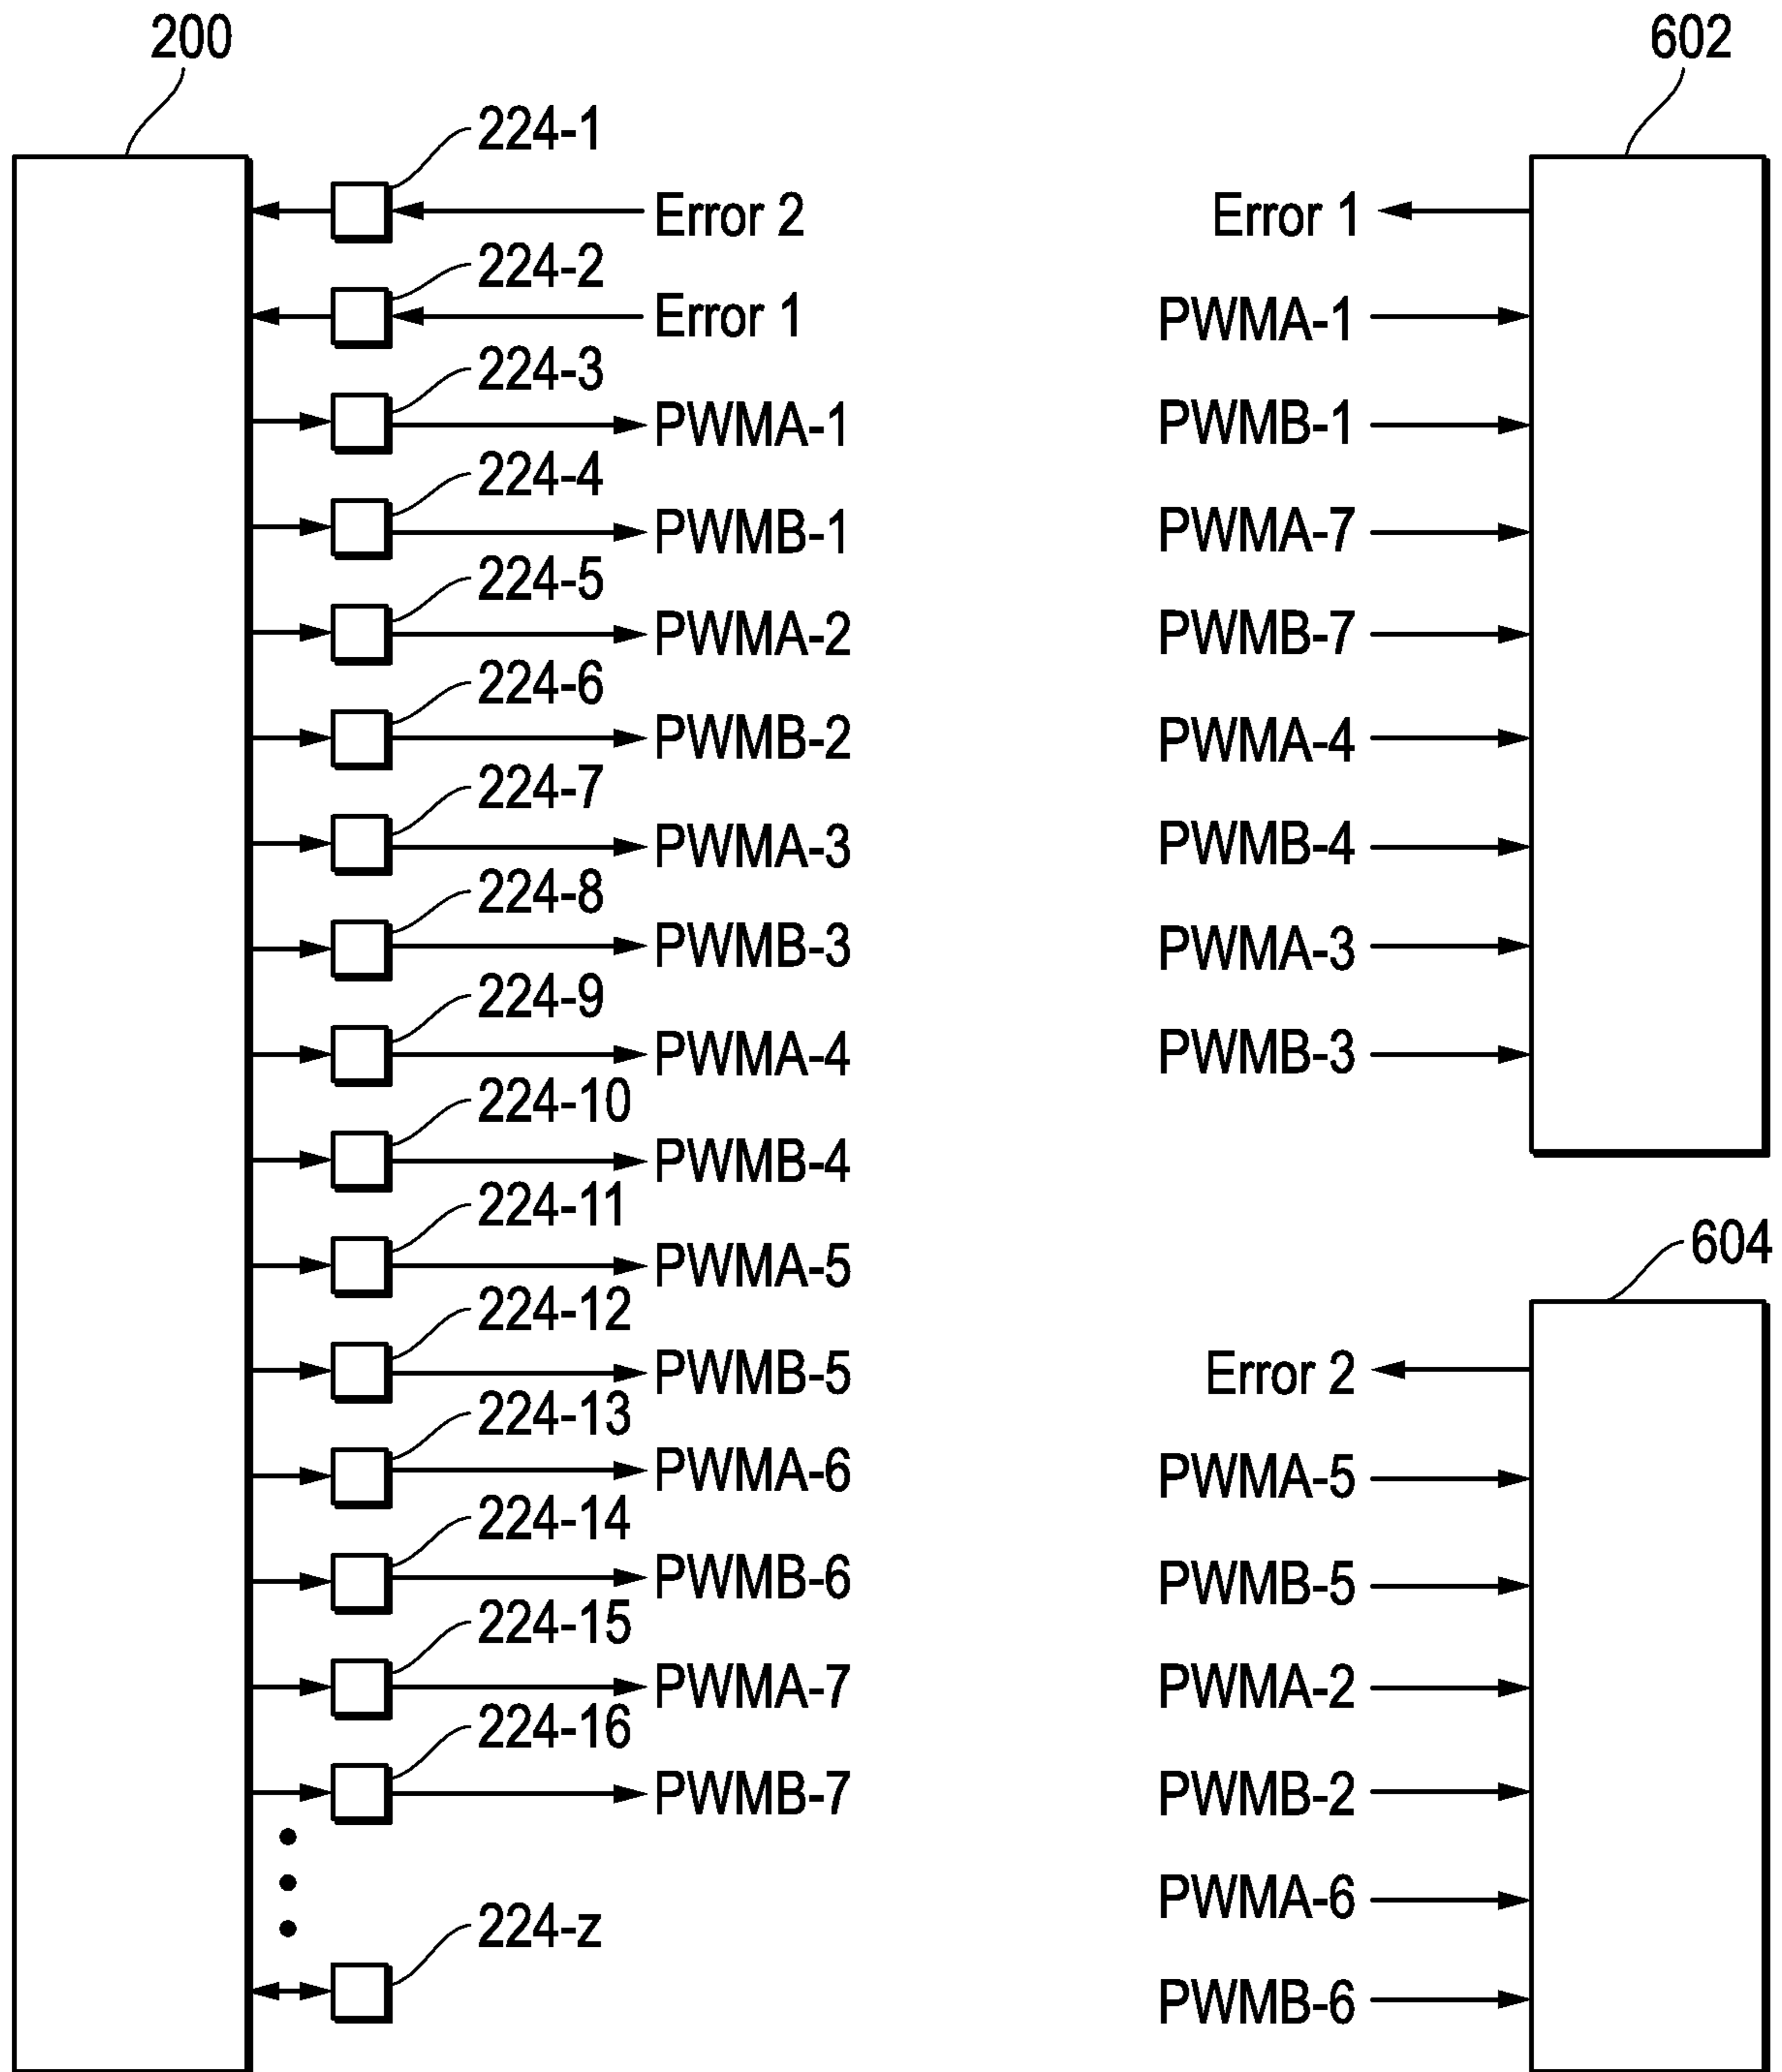 200
224-1
Error 2
224-2
Error 1
224-3
PWMA-1
224-4
PWMB-1
224-5
PWMA-2
224-6
PWMB-2
224-7
PWMA-3
224-8
PWMB-3
224-9
PWMA-4
224-10
PWMB-4
224-11
PWMA-5
224-12
PWMB-5
224-13
PWMA-6
224-14
PWMB-6
224-15
PWMA-7
224-16
PWMB-7
224-z
602
Error 1
PWMA-1
PWMB-1
PWMA-7
PWMB-7
PWMA-4
PWMB-4
PWMA-3
PWMB-3
604
Error 2
PWMA-5
PWMB-5
PWMA-2
PWMB-2
PWMA-6
PWMB-6